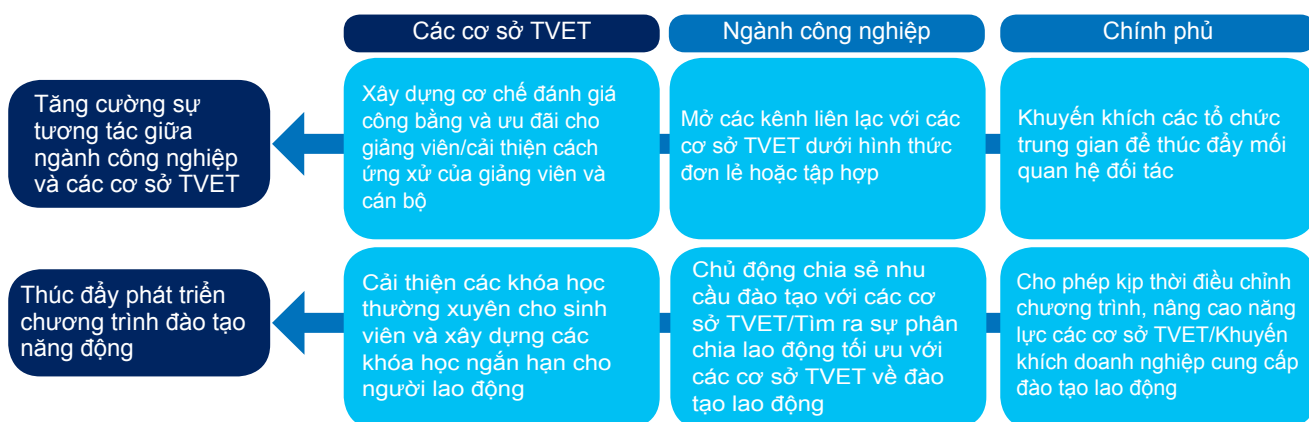 Các cơ sở TVET
Ngành công nghiệp
Chính phủ
Tăng cường sự
tương tác giữa
ngành công nghiệp
và các cơ sở TVET
Xây dựng cơ chế đánh giá
công bằng và ưu đãi cho
giảng viên/cải thiện cách
ứng xử của giảng viên và
cán bộ
Mở các kênh liên lạc với các
cơ sở TVET dưới hình thức
đơn lẻ hoặc tập hợp
Khuyến khích các tổ chức
trung gian để thúc đẩy mối
quan hệ đối tác
Thúc đẩy phát triển
chương trình đào tạo
năng động
Cải thiện các khóa học
thường xuyên cho sinh
viên và xây dựng các
khóa học ngắn hạn cho
người lao động
Chủ động chia sẻ nhu
cầu đào tạo với các cơ
sở TVET/Tìm ra sự phân
chia lao động tối ưu với
các cơ sở TVET về đào
tạo lao động
Cho phép kịp thời điều chỉnh
chương trình, nâng cao năng
lực các cơ sở TVET/Khuyến
khích doanh nghiệp cung cấp
đào tạo lao động